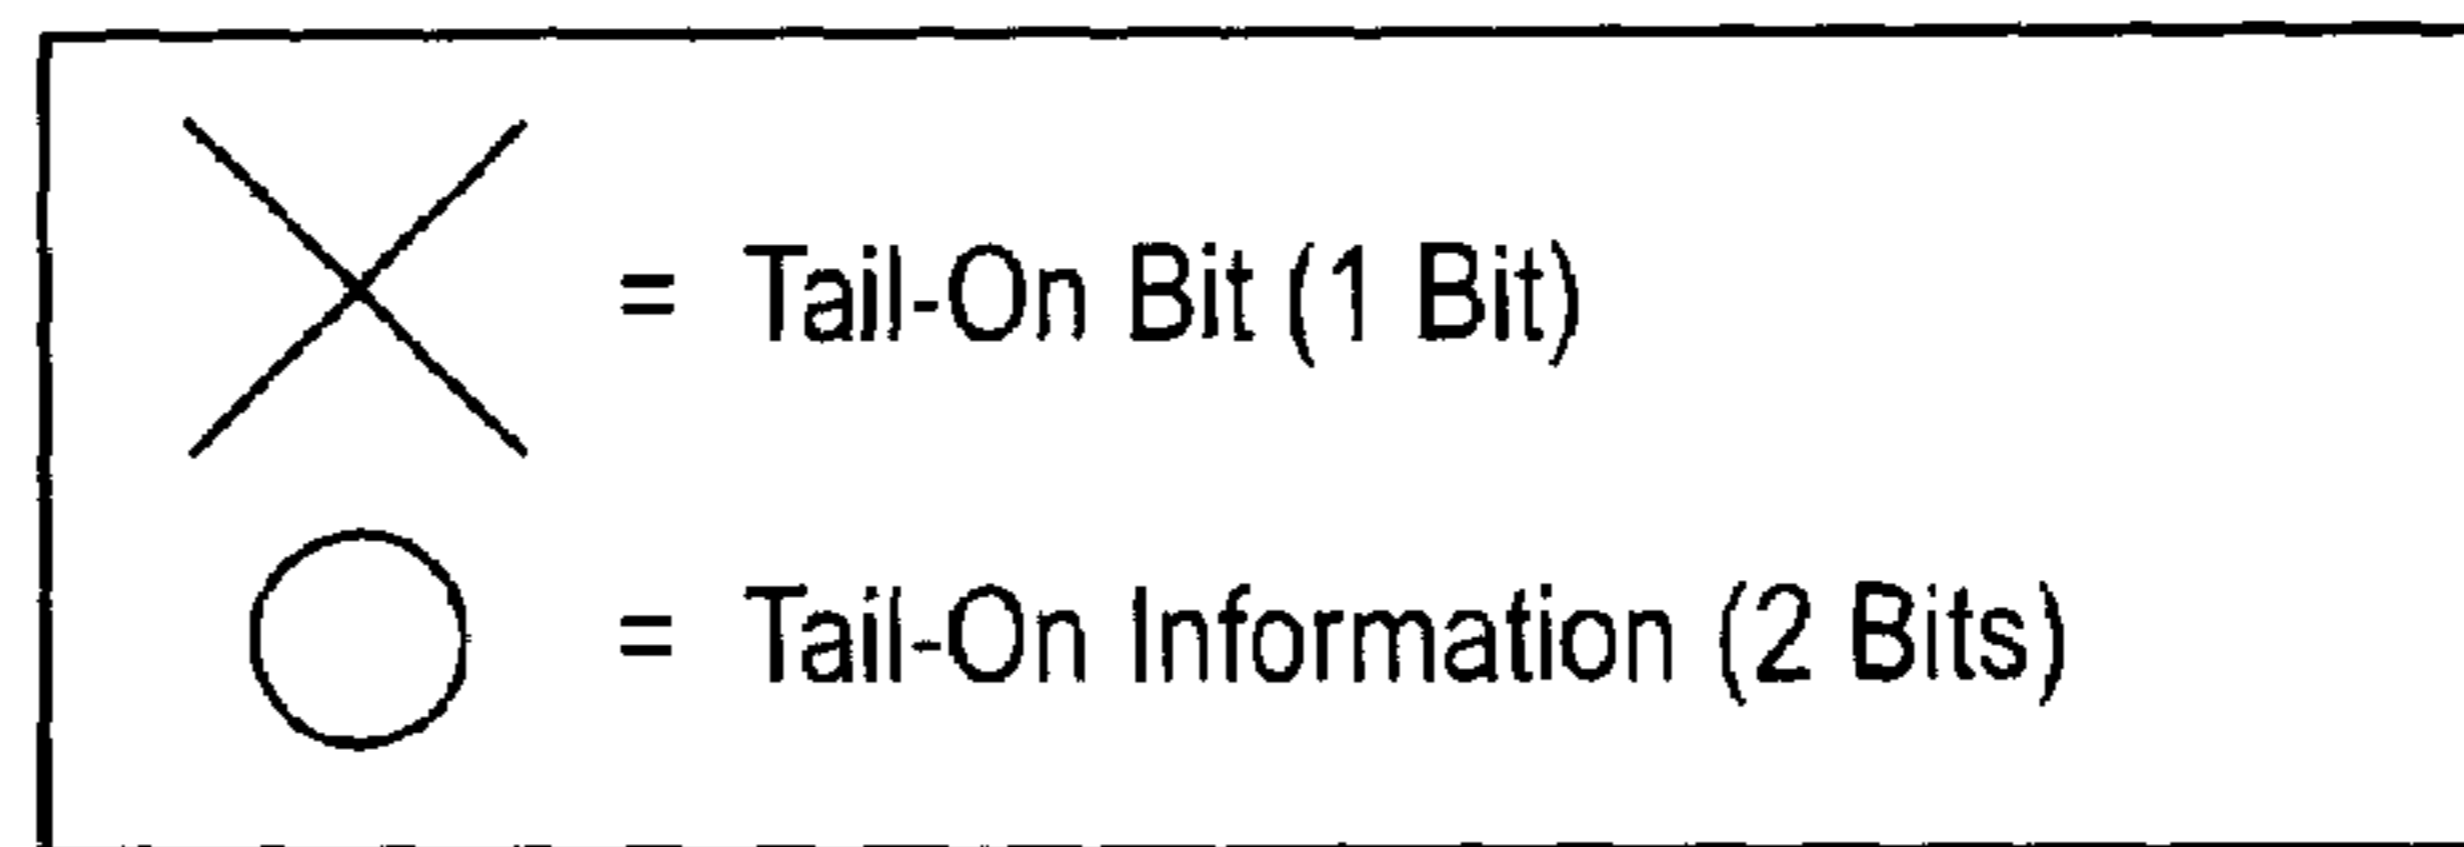 = Tail-On Bit (1 Bit)
= Tail-On Information (2 Bits)